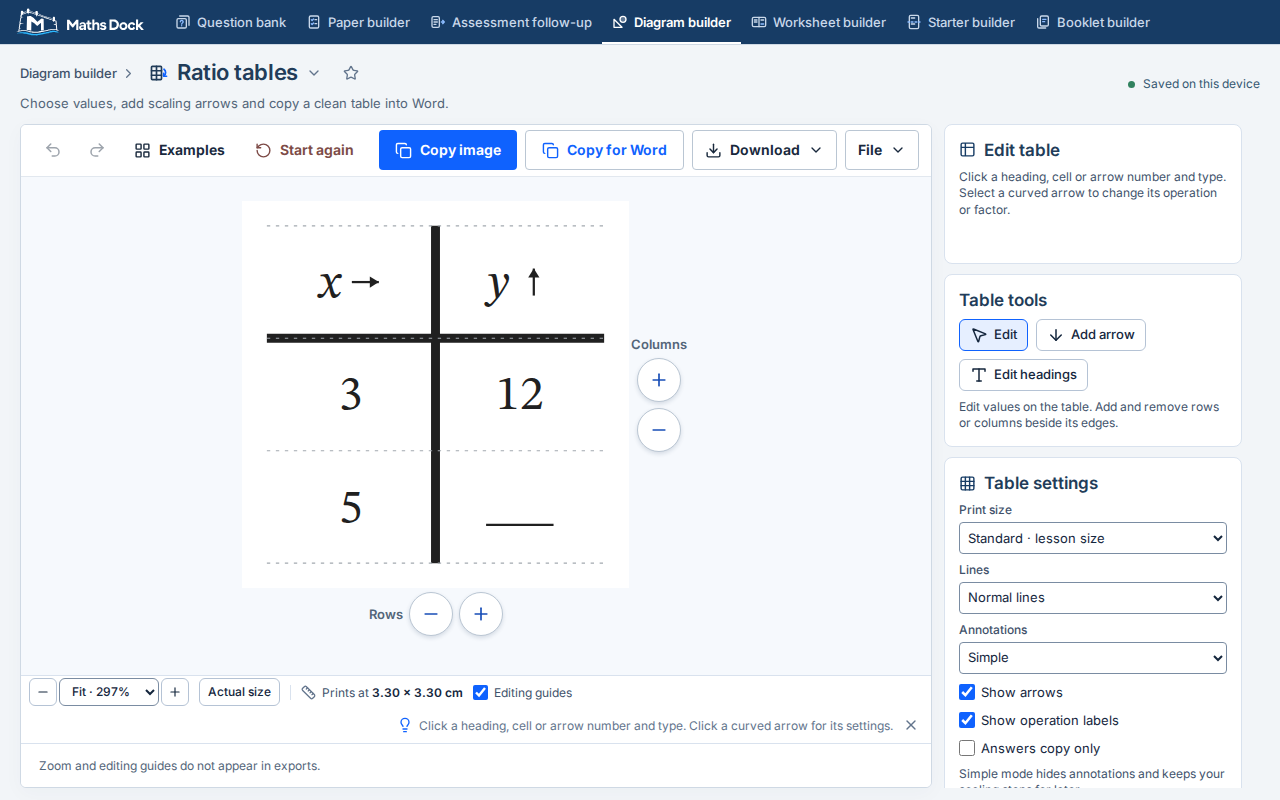 Maths Dock
Question bank
Paper builder
Assessment follow-up
Diagram builder
Worksheet builder
Starter builder
Booklet builder
Diagram builder
Ratio tables
Choose values, add scaling arrows and copy a clean table into Word.
Saved on this device
Examples
Start again
Copy image
Copy for Word
Download
File
x →
y ↑
3
12
5
Columns
+
−
Rows
−
+
−
Fit · 297%
+
Actual size
Prints at 3.30 × 3.30 cm
Editing guides
Click a heading, cell or arrow number and type. Click a curved arrow for its settings.
Zoom and editing guides do not appear in exports.
Edit table
Click a heading, cell or arrow number and type.
Select a curved arrow to change its operation
or factor.
Table tools
Edit
Add arrow
Edit headings
Edit values on the table. Add and remove rows
or columns beside its edges.
Table settings
Print size
Standard · lesson size
Lines
Normal lines
Annotations
Simple
Show arrows
Show operation labels
Answers copy only
Simple mode hides annotations and keeps your